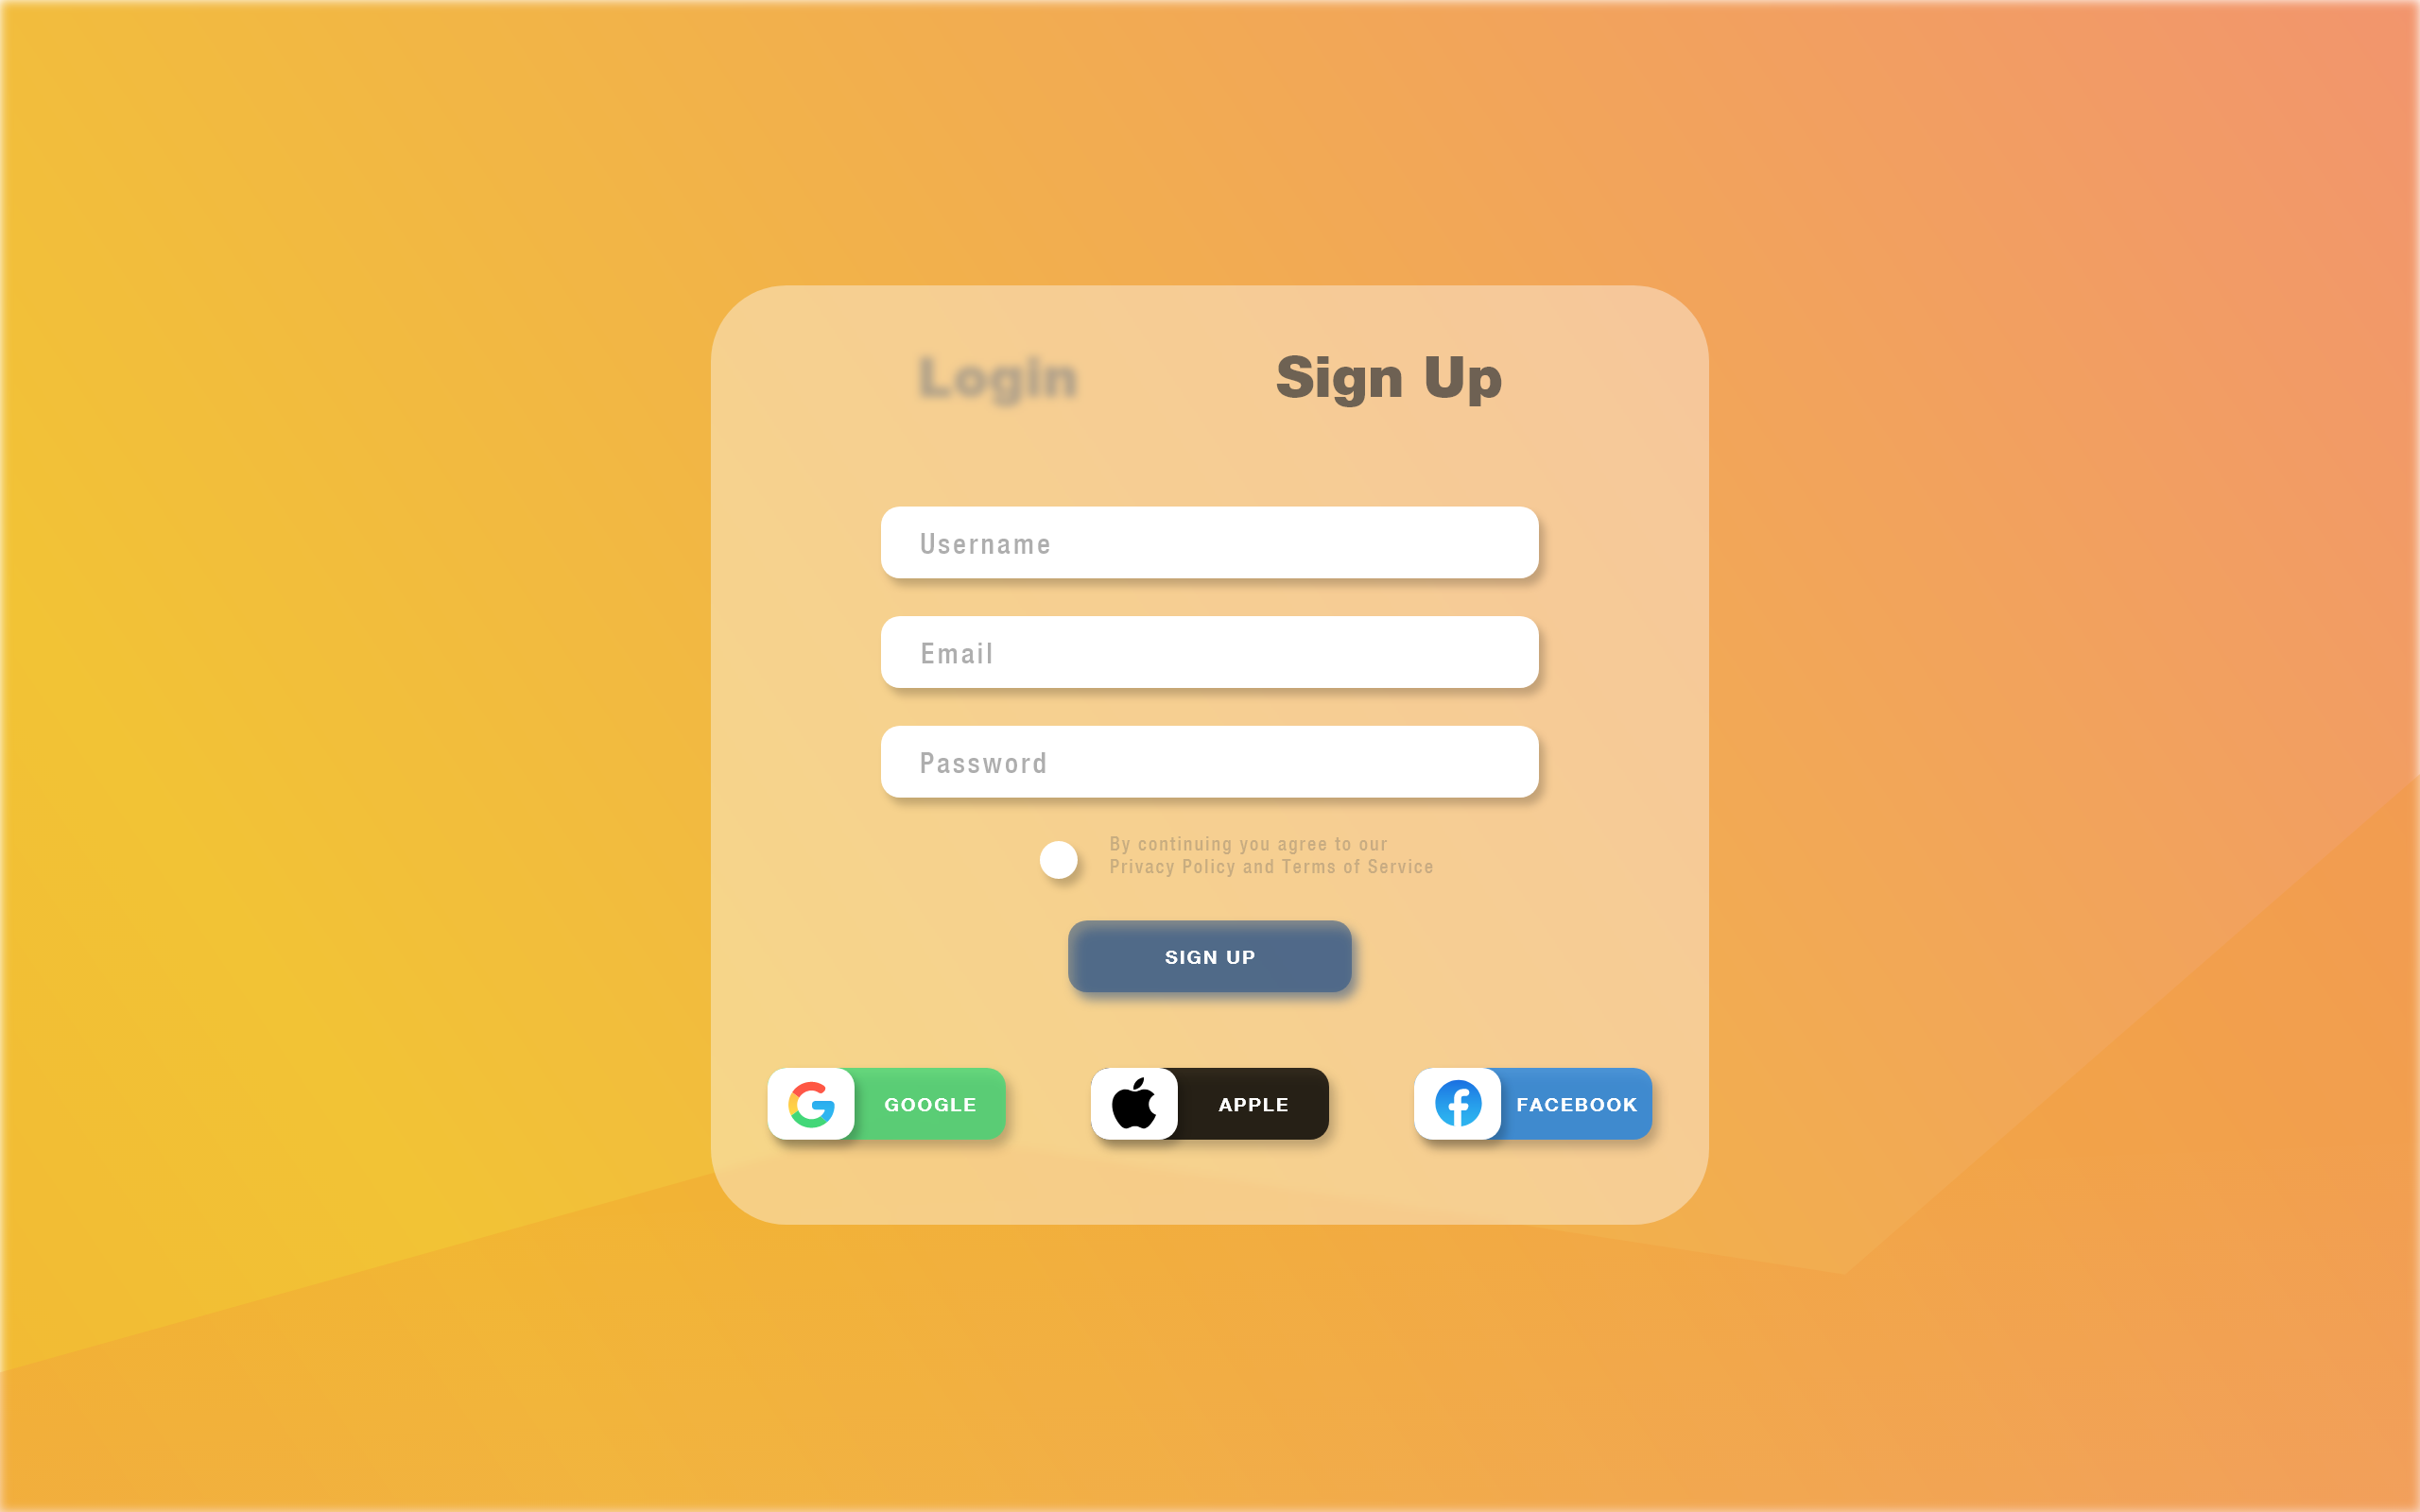 Login
Sign Up
Username
Email
Password
By continuing you agree to our
Privacy Policy and Terms of Service
SIGN UP
GOOGLE
APPLE
FACEBOOK